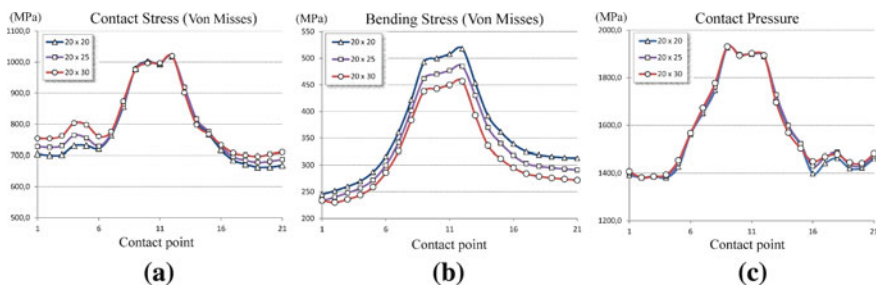 (MPa) Contact Stress (Von Misses)
1100,0
1000,0
900,0
800,0
700,0
600,0
500,0
20 x 20
20 x 25
20 x 30
1 6 11 16 21
Contact point
(a)
(MPa) Bending Stress (Von Misses)
550
500
450
400
350
300
250
200
20 x 20
20 x 25
20 x 30
1 6 11 16 21
Contact point
(b)
(MPa) Contact Pressure
2000,0
1800,0
1600,0
1400,0
1200,0
20 x 20
20 x 25
20 x 30
1 6 11 16 21
Contact point
(c)